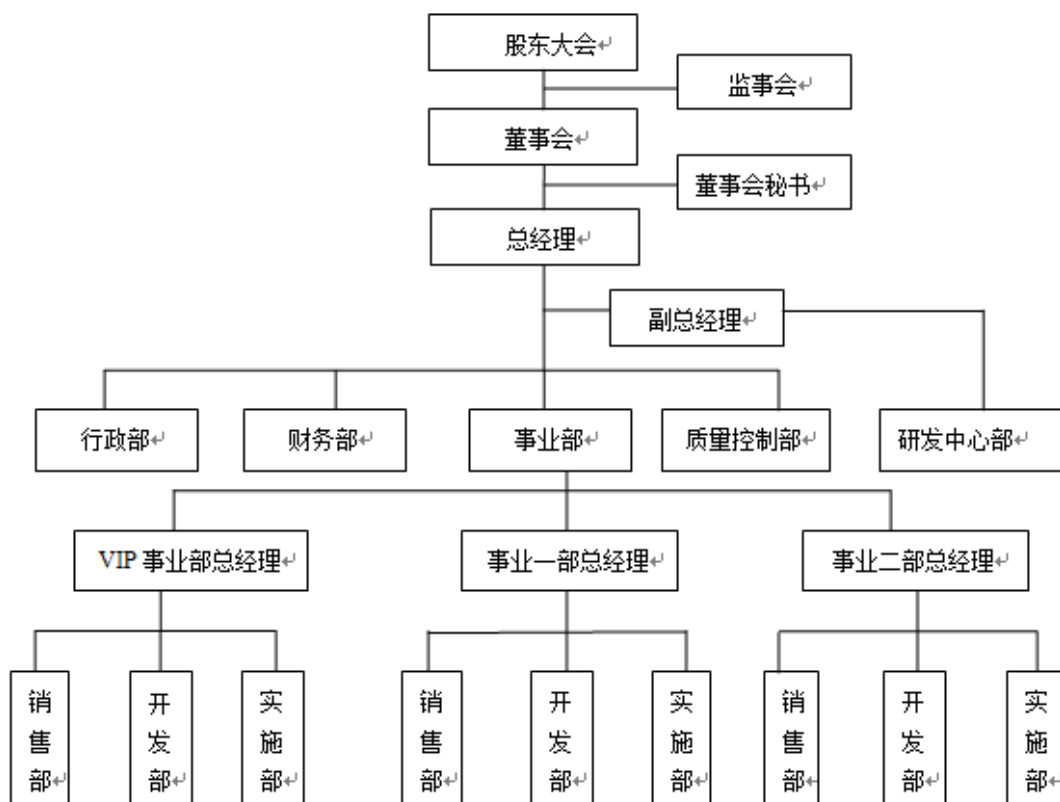 股东大会
监事会
董事会
董事会秘书
总经理
副总经理
行政部
财务部
事业部
质量控制部
研发中心部
VIP 事业部总经理
事业一部总经理
事业二部总经理
销售部
开发部
实施部
销售部
开发部
实施部
销售部
开发部
实施部